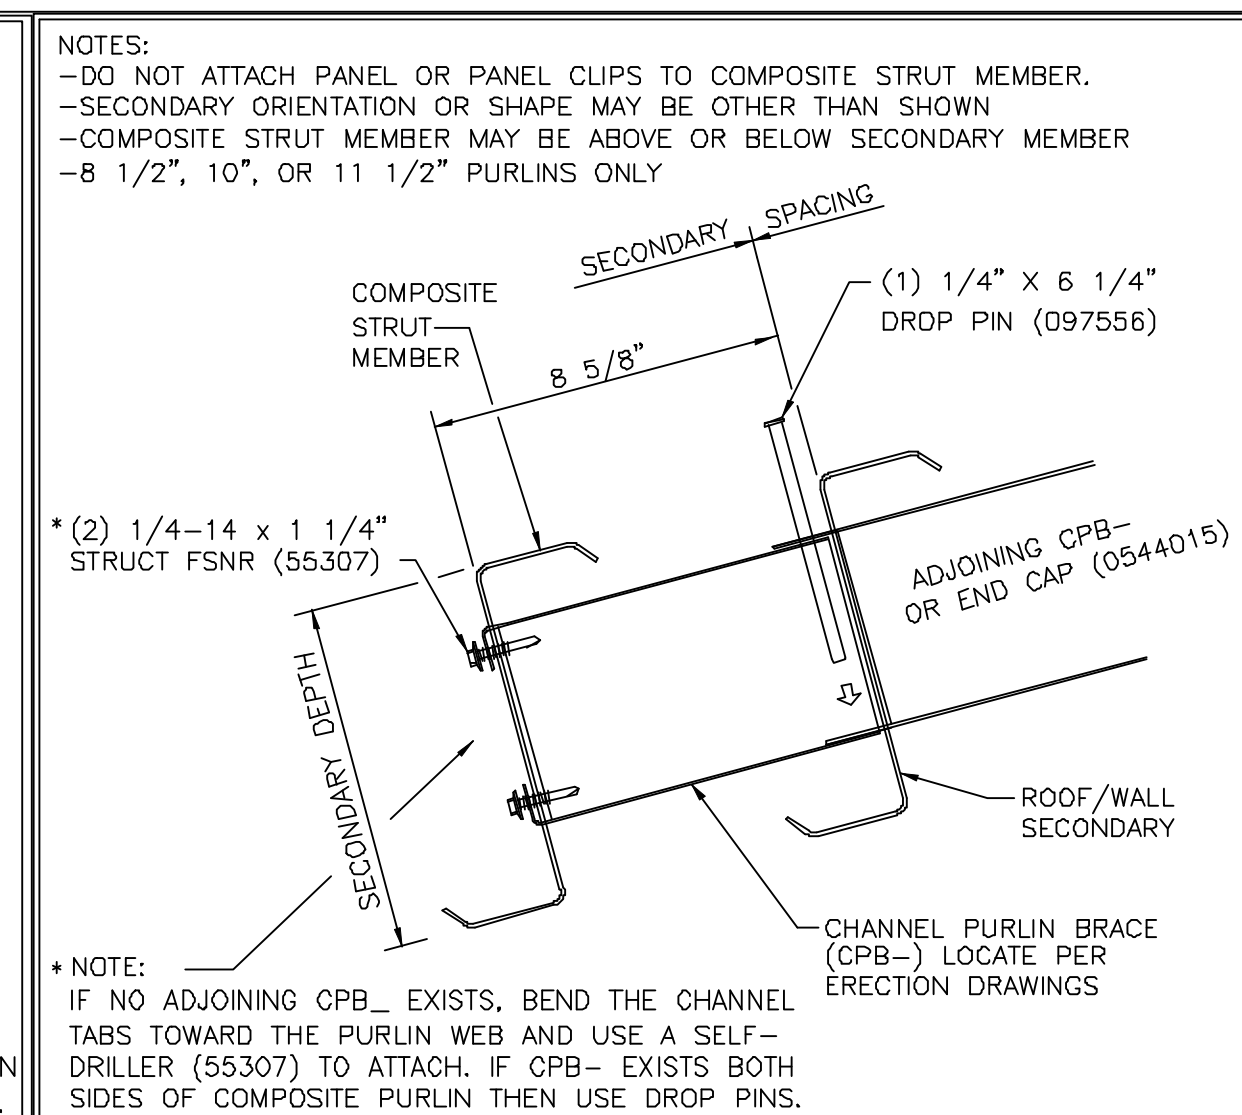 NOTES:
-DO NOT ATTACH PANEL OR PANEL CLIPS TO COMPOSITE STRUT MEMBER.
-SECONDARY ORIENTATION OR SHAPE MAY BE OTHER THAN SHOWN
-COMPOSITE STRUT MEMBER MAY BE ABOVE OR BELOW SECONDARY MEMBER
-8 1/2", 10", OR 11 1/2" PURLINS ONLY
SECONDARY SPACING
(1) 1/4" X 6 1/4"
DROP PIN (097556)
COMPOSITE
STRUT
MEMBER
8 5/8"
* (2) 1/4-14 x 1 1/4"
STRUCT FSNR (55307)
ADJOINING CPB-
OR END CAP (0544015)
SECONDARY DEPTH
ROOF/WALL
SECONDARY
CHANNEL PURLIN BRACE
(CPB-) LOCATE PER
ERECTION DRAWINGS
* NOTE:
IF NO ADJOINING CPB_ EXISTS, BEND THE CHANNEL
TABS TOWARD THE PURLIN WEB AND USE A SELF-
DRILLER (55307) TO ATTACH. IF CPB- EXISTS BOTH
SIDES OF COMPOSITE PURLIN THEN USE DROP PINS.
N